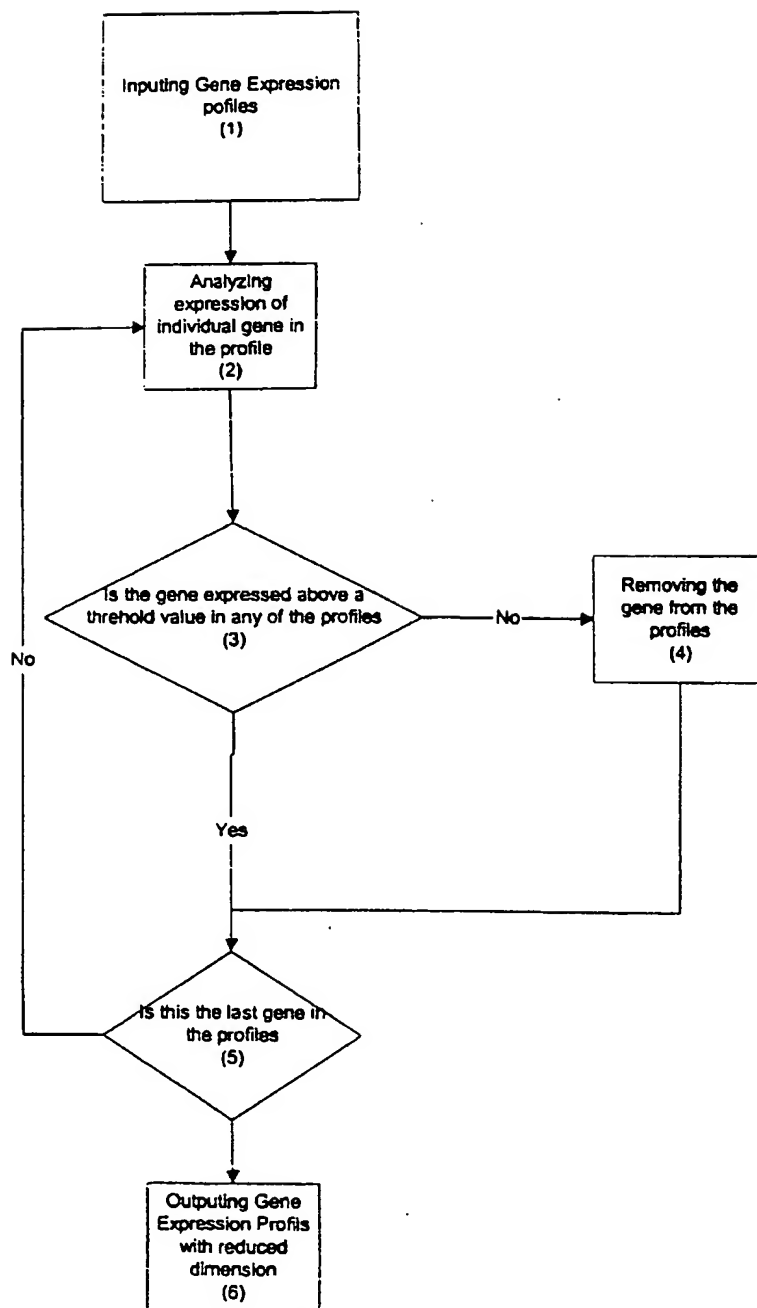 Inputing Gene Expression
pofiles
(1)
Analyzing
expression of
individual gene in
the profile
(2)
Is the gene expressed above a
threhold value in any of the profiles
(3)
No
Removing the
gene from the
profiles
(4)
No
Yes
Is this the last gene in
the profiles
(5)
Outputing Gene
Expression Profils
with reduced
dimension
(6)